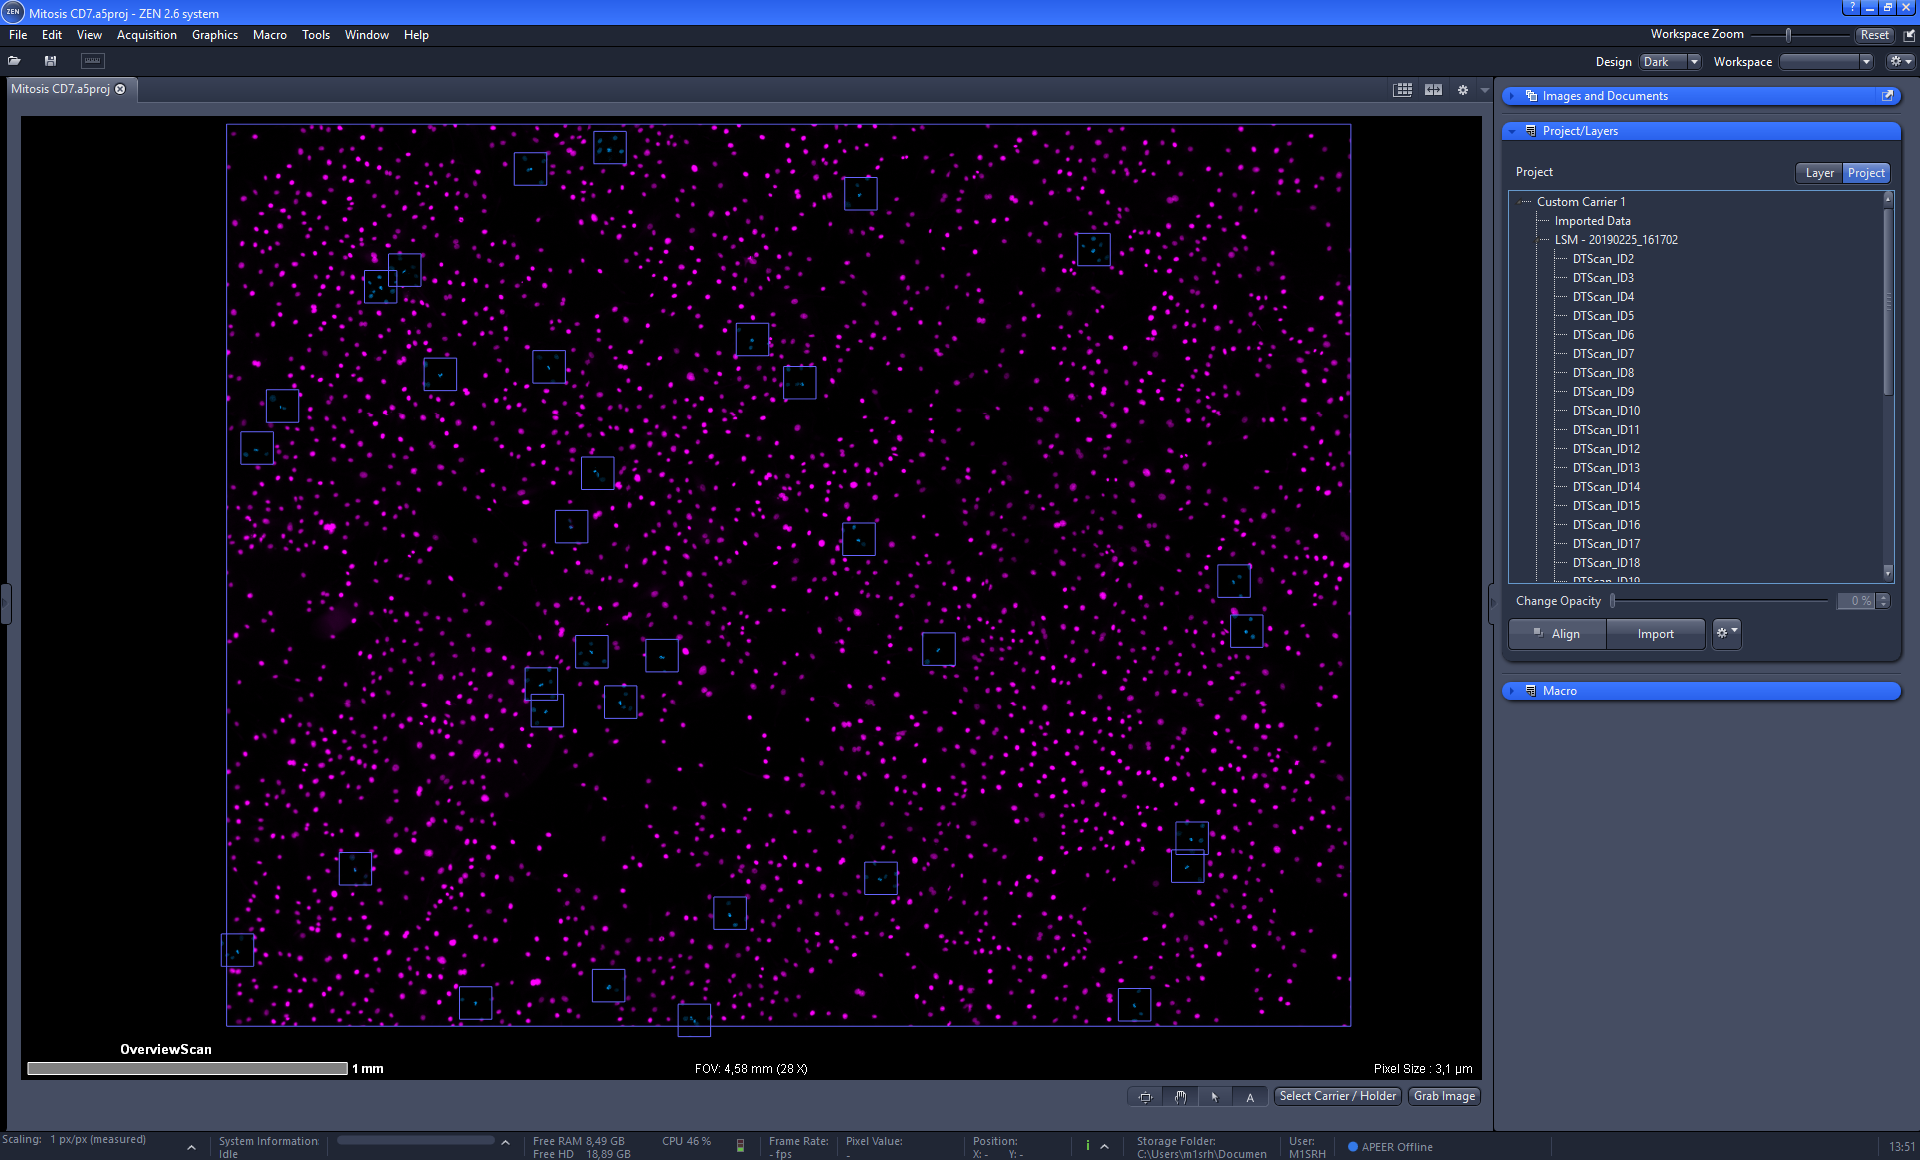 ZEN Mitosis CD7.a5proj - ZEN 2.6 system
File Edit View Acquisition Graphics Macro Tools Window Help
Workspace Zoom Reset
Design Dark Workspace
Mitosis CD7.a5proj
Images and Documents
Project/Layers
Project Layer Project
Custom Carrier 1
Imported Data
LSM - 20190225_161702
DTScan_ID2
DTScan_ID3
DTScan_ID4
DTScan_ID5
DTScan_ID6
DTScan_ID7
DTScan_ID8
DTScan_ID9
DTScan_ID10
DTScan_ID11
DTScan_ID12
DTScan_ID13
DTScan_ID14
DTScan_ID15
DTScan_ID16
DTScan_ID17
DTScan_ID18
DTScan_ID19
Change Opacity 0 %
Align Import
Macro
OverviewScan
1 mm
FOV: 4,58 mm (28 X)
Pixel Size : 3,1 µm
A Select Carrier / Holder Grab Image
Scaling: 1 px/px (measured)
System Information:
Idle
Free RAM 8,49 GB
Free HD 18,89 GB
CPU 46 %
Frame Rate:
- fps
Pixel Value:
-
Position:
X: - Y: -
i
Storage Folder:
C:\Users\m1srh\Documen
User:
M1SRH
APEER Offline
13:51